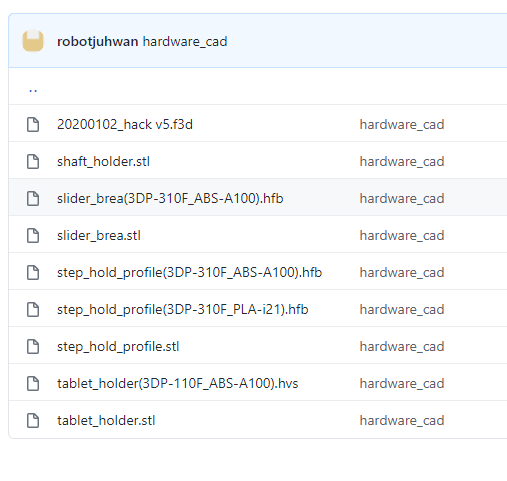 robotjuhwan hardware_cad
..
20200102_hack v5.f3d hardware_cad
shaft_holder.stl hardware_cad
slider_brea(3DP-310F_ABS-A100).hfb hardware_cad
slider_brea.stl hardware_cad
step_hold_profile(3DP-310F_ABS-A100).hfb hardware_cad
step_hold_profile(3DP-310F_PLA-i21).hfb hardware_cad
step_hold_profile.stl hardware_cad
tablet_holder(3DP-110F_ABS-A100).hvs hardware_cad
tablet_holder.stl hardware_cad